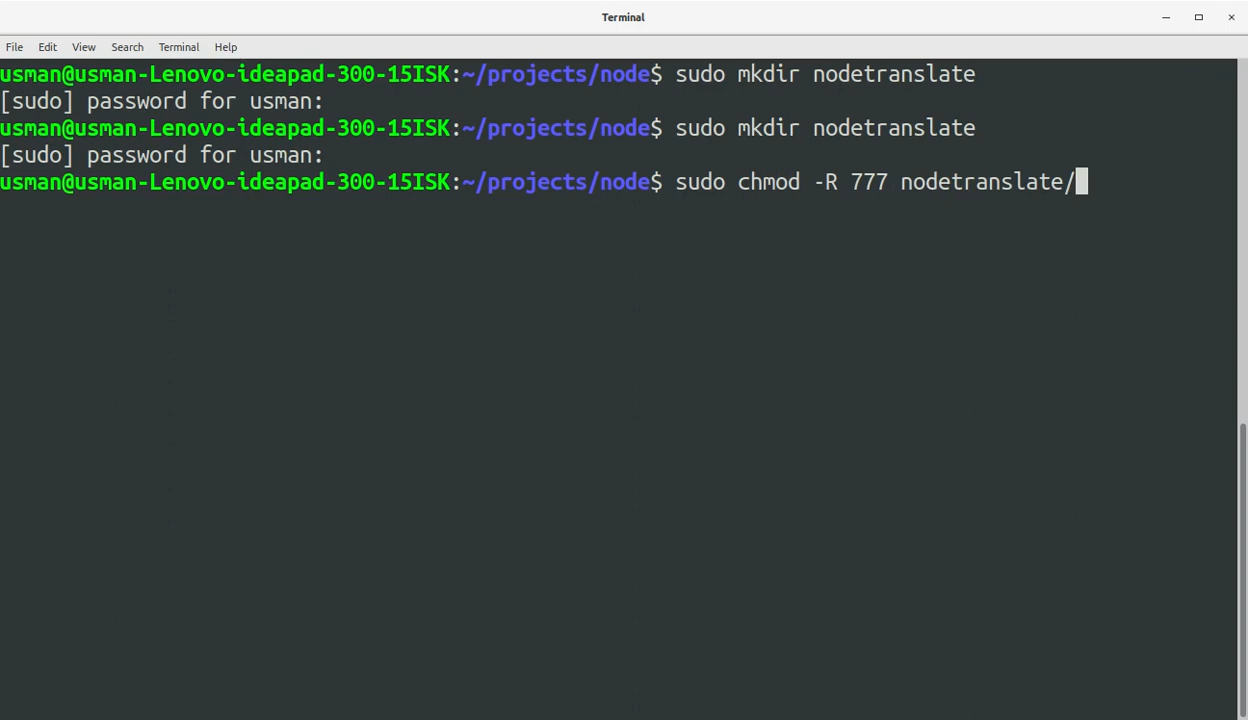 Terminal
File Edit View Search Terminal Help
usman@usman-Lenovo-ideapad-300-15ISK:~/projects/node$ sudo mkdir nodetranslate
[sudo] password for usman:
usman@usman-Lenovo-ideapad-300-15ISK:~/projects/node$ sudo mkdir nodetranslate
[sudo] password for usman:
usman@usman-Lenovo-ideapad-300-15ISK:~/projects/node$ sudo chmod -R 777 nodetranslate/